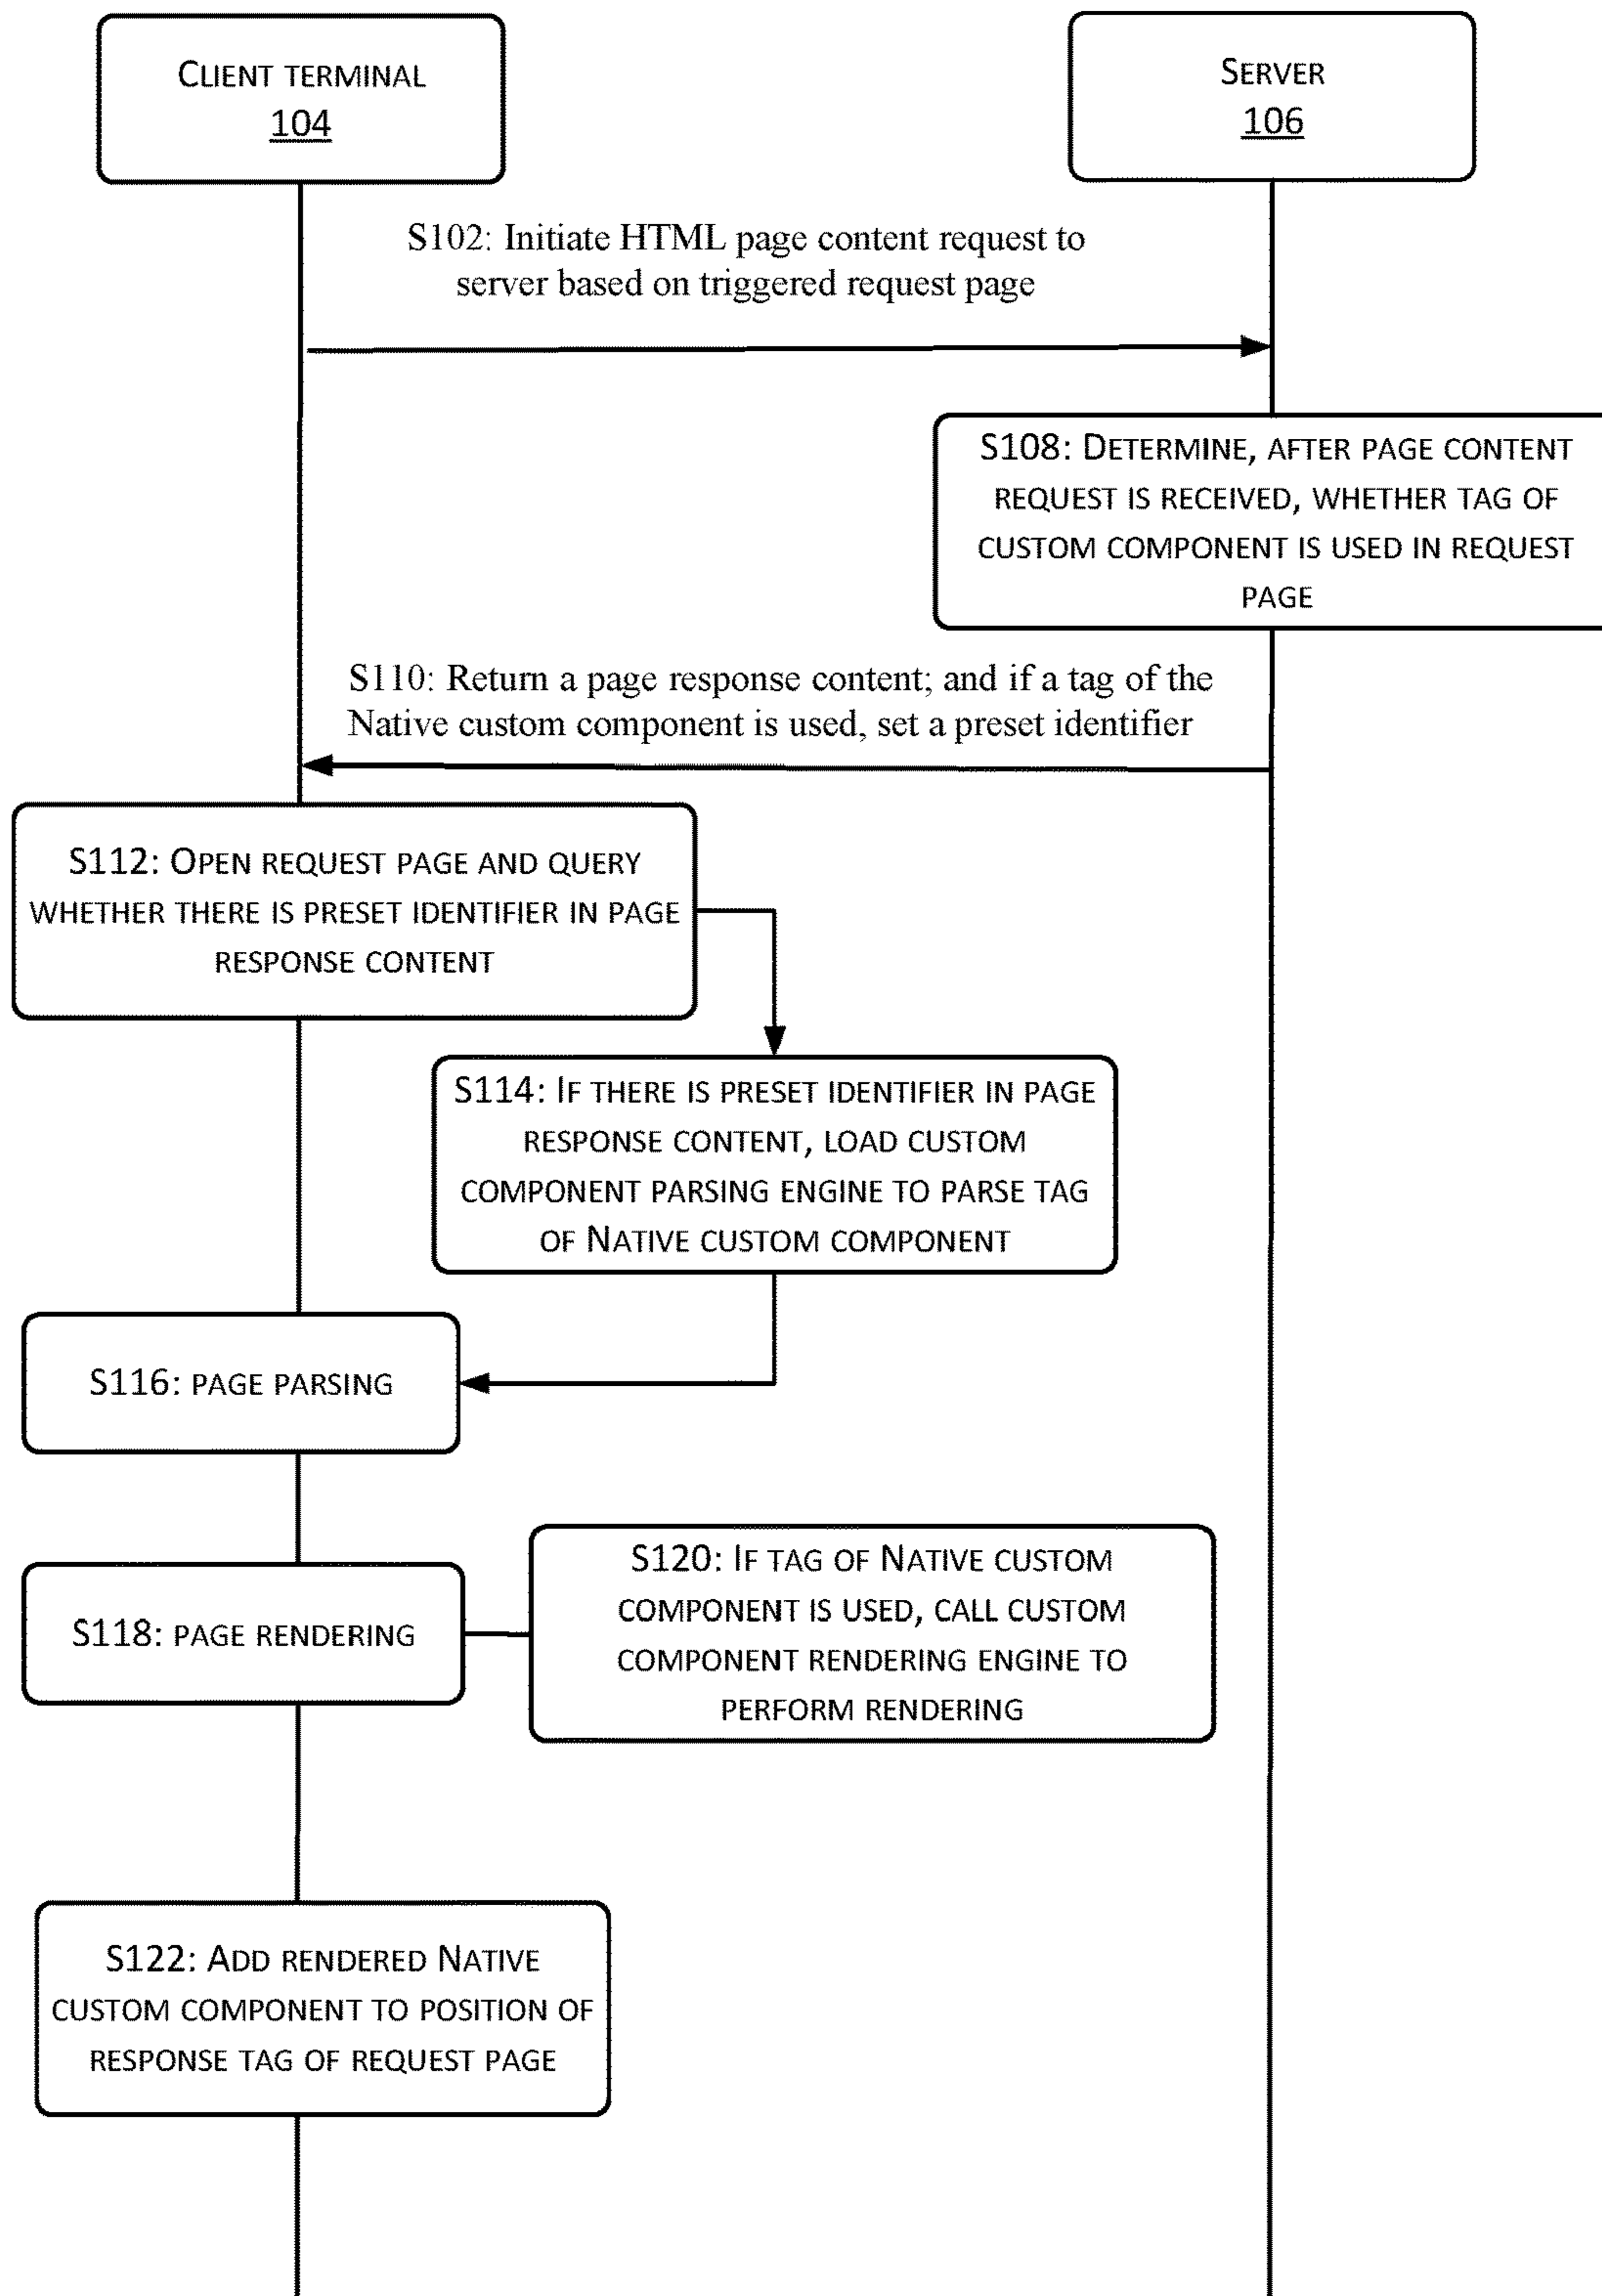 CLIENT TERMINAL
104
SERVER
106
S102: Initiate HTML page content request to
server based on triggered request page
S108: DETERMINE, AFTER PAGE CONTENT
REQUEST IS RECEIVED, WHETHER TAG OF
CUSTOM COMPONENT IS USED IN REQUEST
PAGE
S110: Return a page response content; and if a tag of the
Native custom component is used, set a preset identifier
S112: OPEN REQUEST PAGE AND QUERY
WHETHER THERE IS PRESET IDENTIFIER IN PAGE
RESPONSE CONTENT
S114: IF THERE IS PRESET IDENTIFIER IN PAGE
RESPONSE CONTENT, LOAD CUSTOM
COMPONENT PARSING ENGINE TO PARSE TAG
OF NATIVE CUSTOM COMPONENT
S116: PAGE PARSING
S118: PAGE RENDERING
S120: IF TAG OF NATIVE CUSTOM
COMPONENT IS USED, CALL CUSTOM
COMPONENT RENDERING ENGINE TO
PERFORM RENDERING
S122: ADD RENDERED NATIVE
CUSTOM COMPONENT TO POSITION OF
RESPONSE TAG OF REQUEST PAGE